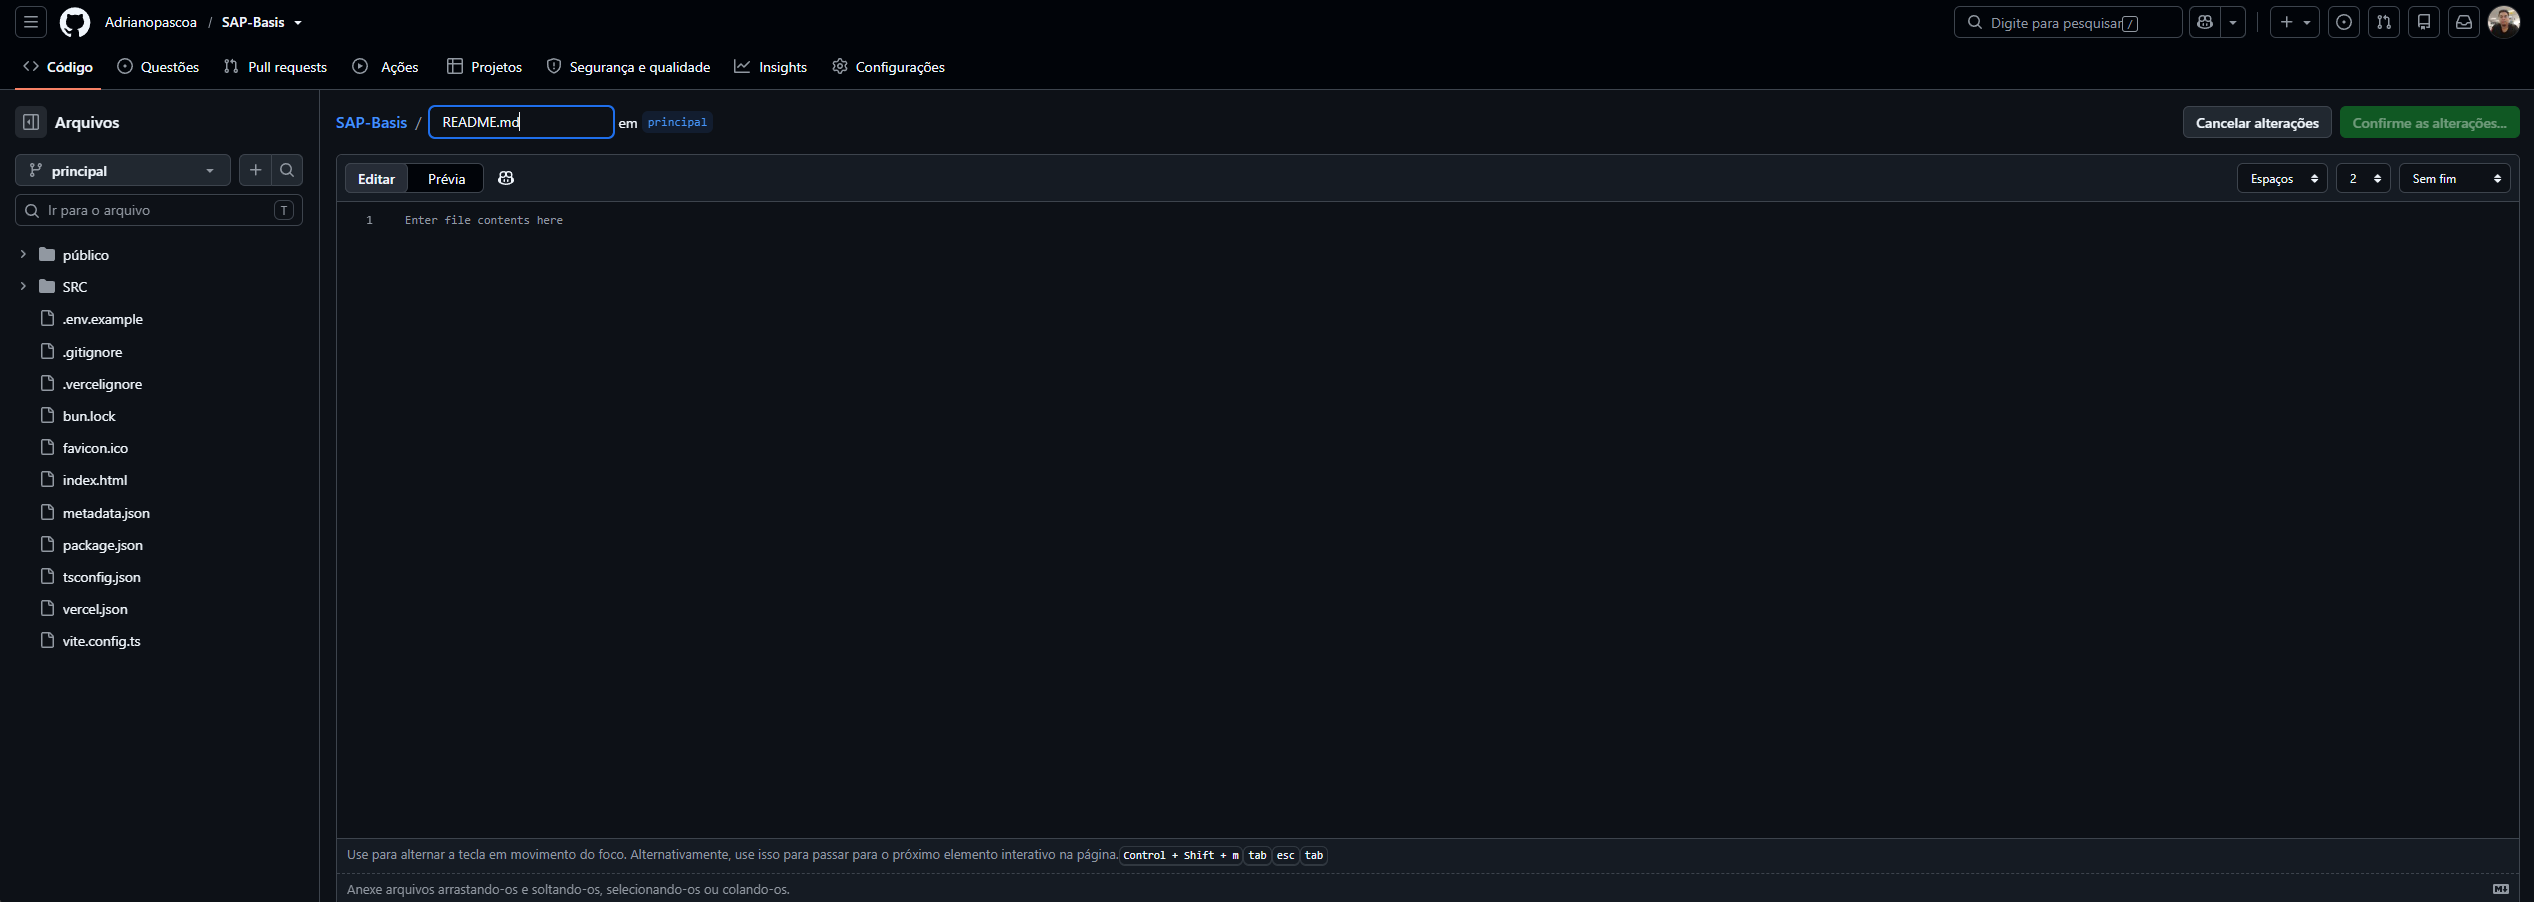 Adrianopascoa / SAP-Basis
Digite para pesquisar /
Código Questões Pull requests Ações Projetos Segurança e qualidade Insights Configurações
Arquivos
principal
Ir para o arquivo T
público
SRC
.env.example
.gitignore
.vercelignore
bun.lock
favicon.ico
index.html
metadata.json
package.json
tsconfig.json
vercel.json
vite.config.ts
SAP-Basis / README.md em principal
Cancelar alterações Confirme as alterações...
Editar Prévia
Espaços 2 Sem fim
1 Enter file contents here
Use para alternar a tecla em movimento do foco. Alternativamente, use isso para passar para o próximo elemento interativo na página. Control + Shift + m tab esc tab
Anexe arquivos arrastando-os e soltando-os, selecionando-os ou colando-os.